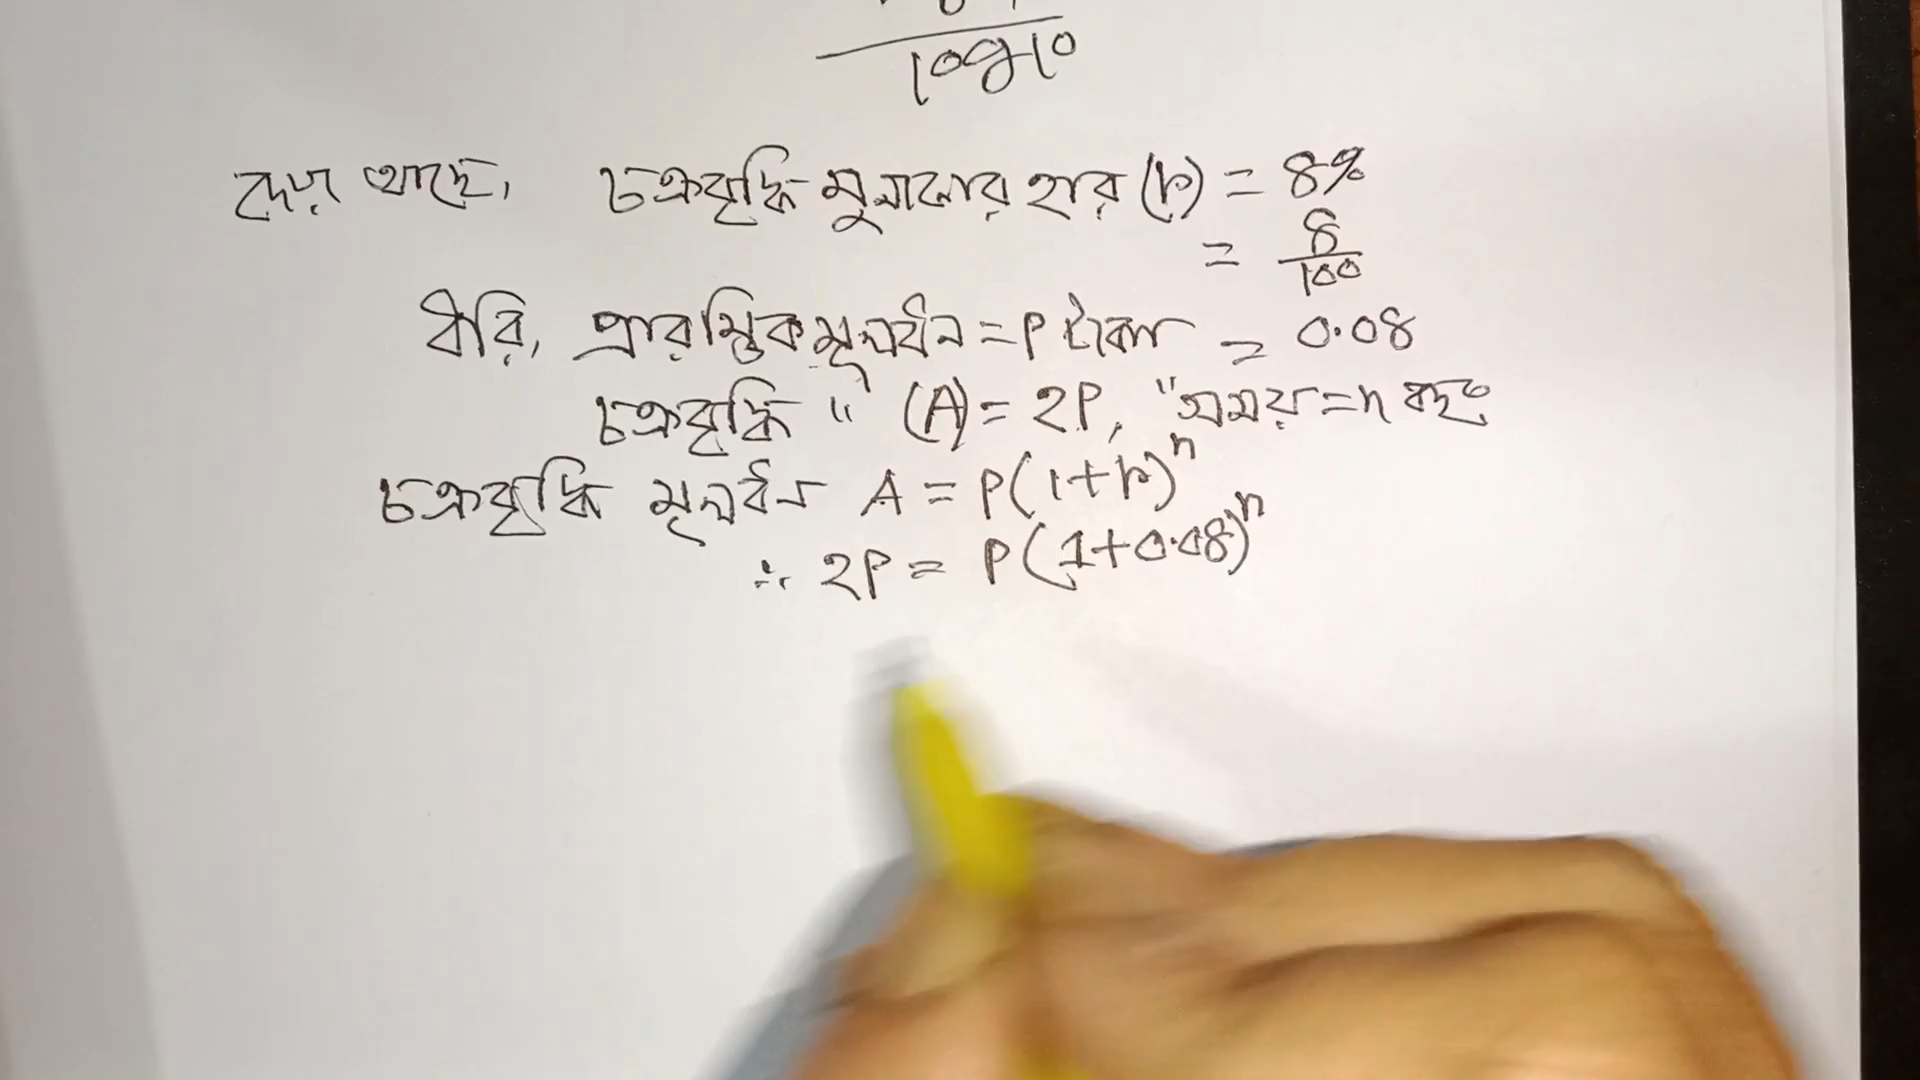 log10
দেয়া আছে, চক্রবৃদ্ধি মুনাফার হার (r) = 8%
= 8/100
ধরি, প্রারম্ভিক মূলধন = P টাকা = 0.08
চক্রবৃদ্ধি " (A) = 2P, " সময় = n বছর
চক্রবৃদ্ধি মূলধন A = P(1+r)^n
∴ 2P = P(1+0.08)^n